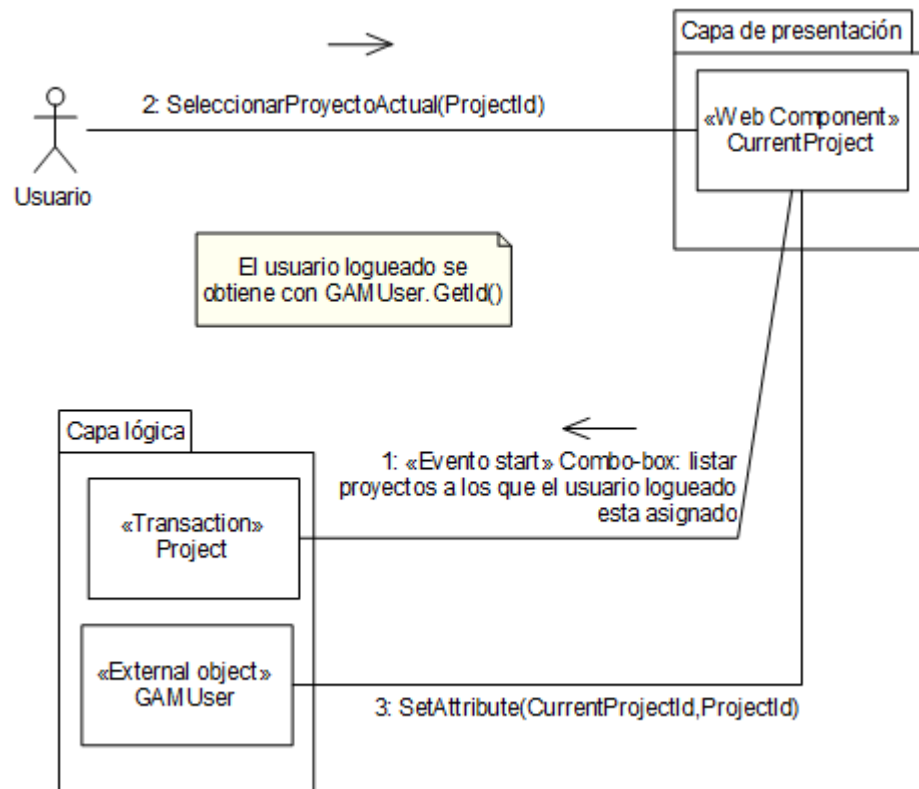 Capa de presentación
2: SeleccionarProyectoActual(ProjectId)
«Web Component»
CurrentProject
Usuario
El usuario logueado se
obtiene con GAMUser.GetId()
Capa lógica
1: «Evento start» Combo-box: listar
proyectos a los que el usuario logueado
esta asignado
«Transaction»
Project
«External object»
GAMUser
3: SetAttribute(CurrentProjectId,ProjectId)